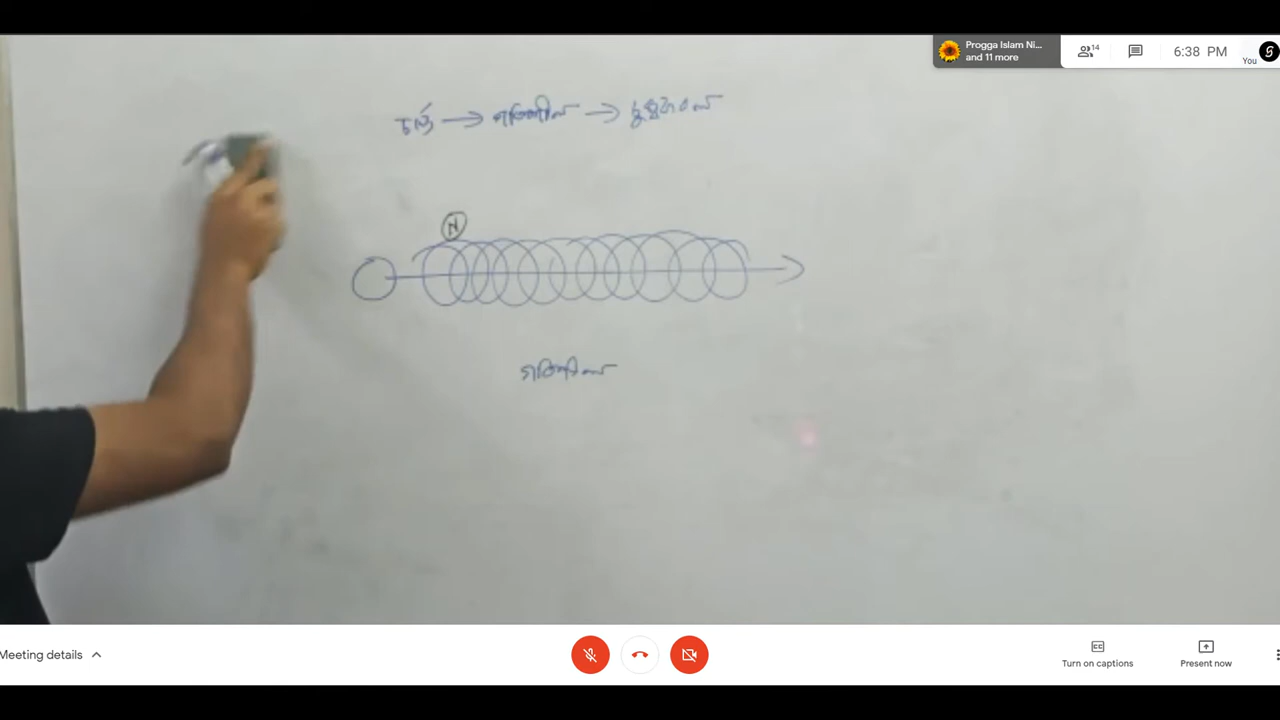 Progga Islam Ni...
and 11 more
14
6:38 PM
You
চার্জ → গতিশীল →
N
গতিশীল
Meeting details
Turn on captions
Present now